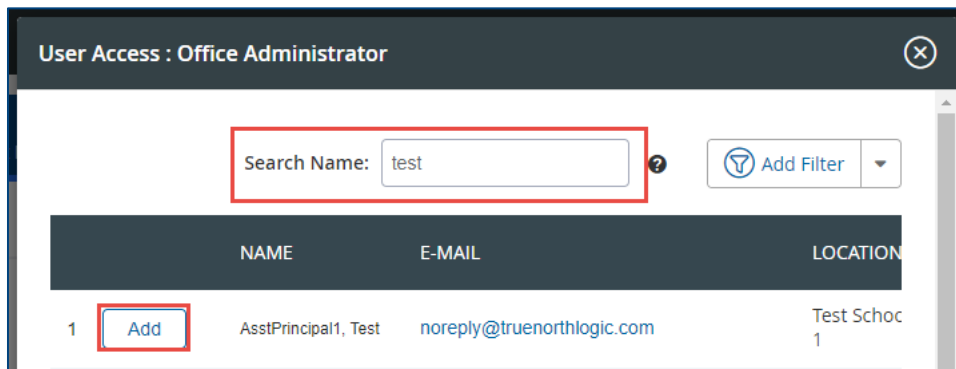 User Access : Office Administrator
Search Name: test Add Filter
NAME E-MAIL LOCATION
1 Add AsstPrincipal1, Test noreply@truenorthlogic.com Test Schoo
1